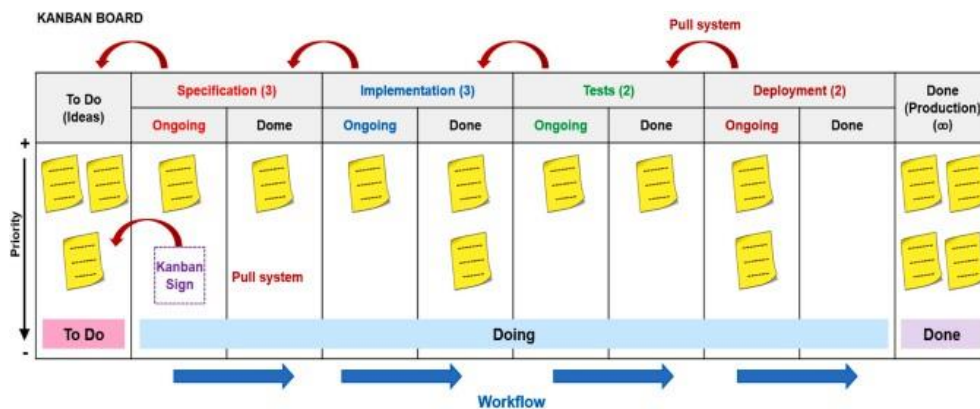 KANBAN BOARD
Pull system
To Do
(Ideas)
Specification (3)
Implementation (3)
Tests (2)
Deployment (2)
Done
(Production)
(∞)
Ongoing
Dome
Ongoing
Done
Ongoing
Done
Ongoing
Done
+
Priority
-
Kanban
Sign
Pull system
To Do
Doing
Done
Workflow